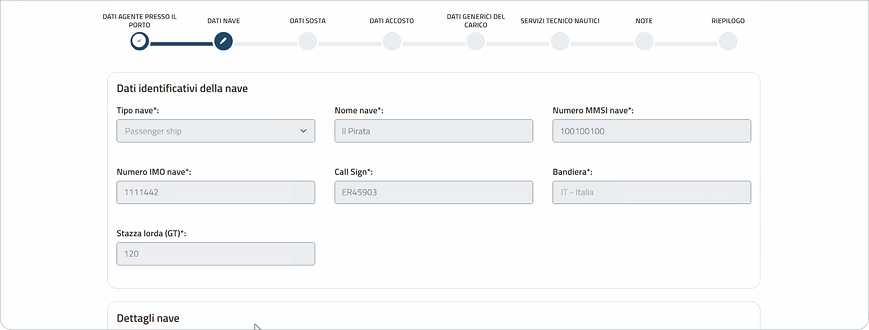 DATI AGENTE PRESSO IL
PORTO
DATI NAVE
DATI SOSTA
DATI ACCOSTO
DATI GENERICI DEL
CARICO
SERVIZI TECNICO NAUTICI
NOTE
RIEPILOGO
Dati identificativi della nave
Tipo nave*:
Nome nave*:
Numero MMSI nave*:
Passenger ship
Il Pirata
100100100
Numero IMO nave*:
Call Sign*:
Bandiera*:
1111442
ER45903
IT - Italia
Stazza lorda (GT)*:
120
Dettagli nave